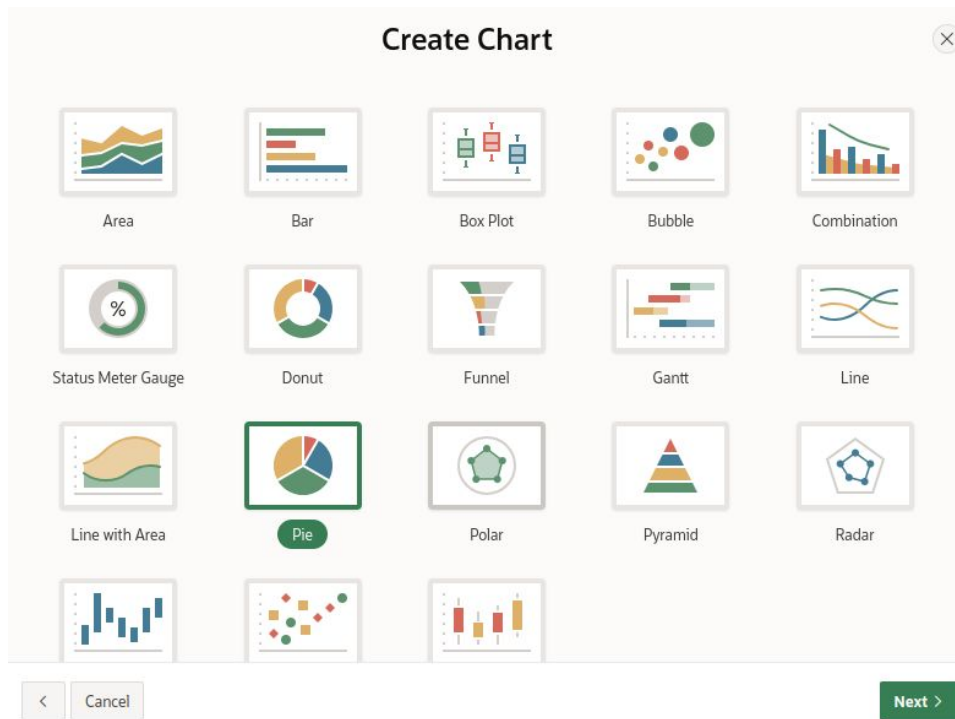 Create Chart
Area
Bar
Box Plot
Bubble
Combination
%
Status Meter Gauge
Donut
Funnel
Gantt
Line
Line with Area
Pie
Polar
Pyramid
Radar
Cancel
Next